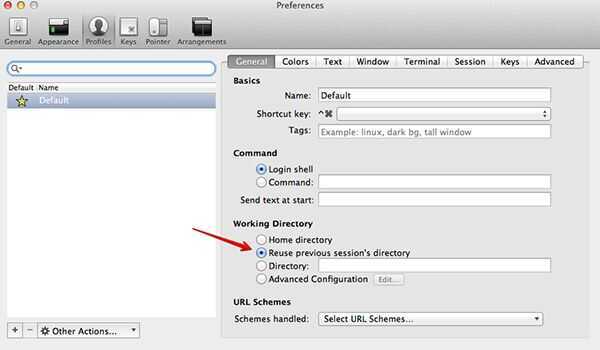 Preferences
General Appearance Profiles Keys Pointer Arrangements
General Colors Text Window Terminal Session Keys Advanced
Default Name
Default
Basics
Name: Default
Shortcut key: ^⌘
Tags: Example: linux, dark bg, tall window
Command
Login shell
Command:
Send text at start:
Working Directory
Home directory
Reuse previous session's directory
Directory:
Advanced Configuration Edit...
URL Schemes
Schemes handled: Select URL Schemes...
+ − Other Actions...